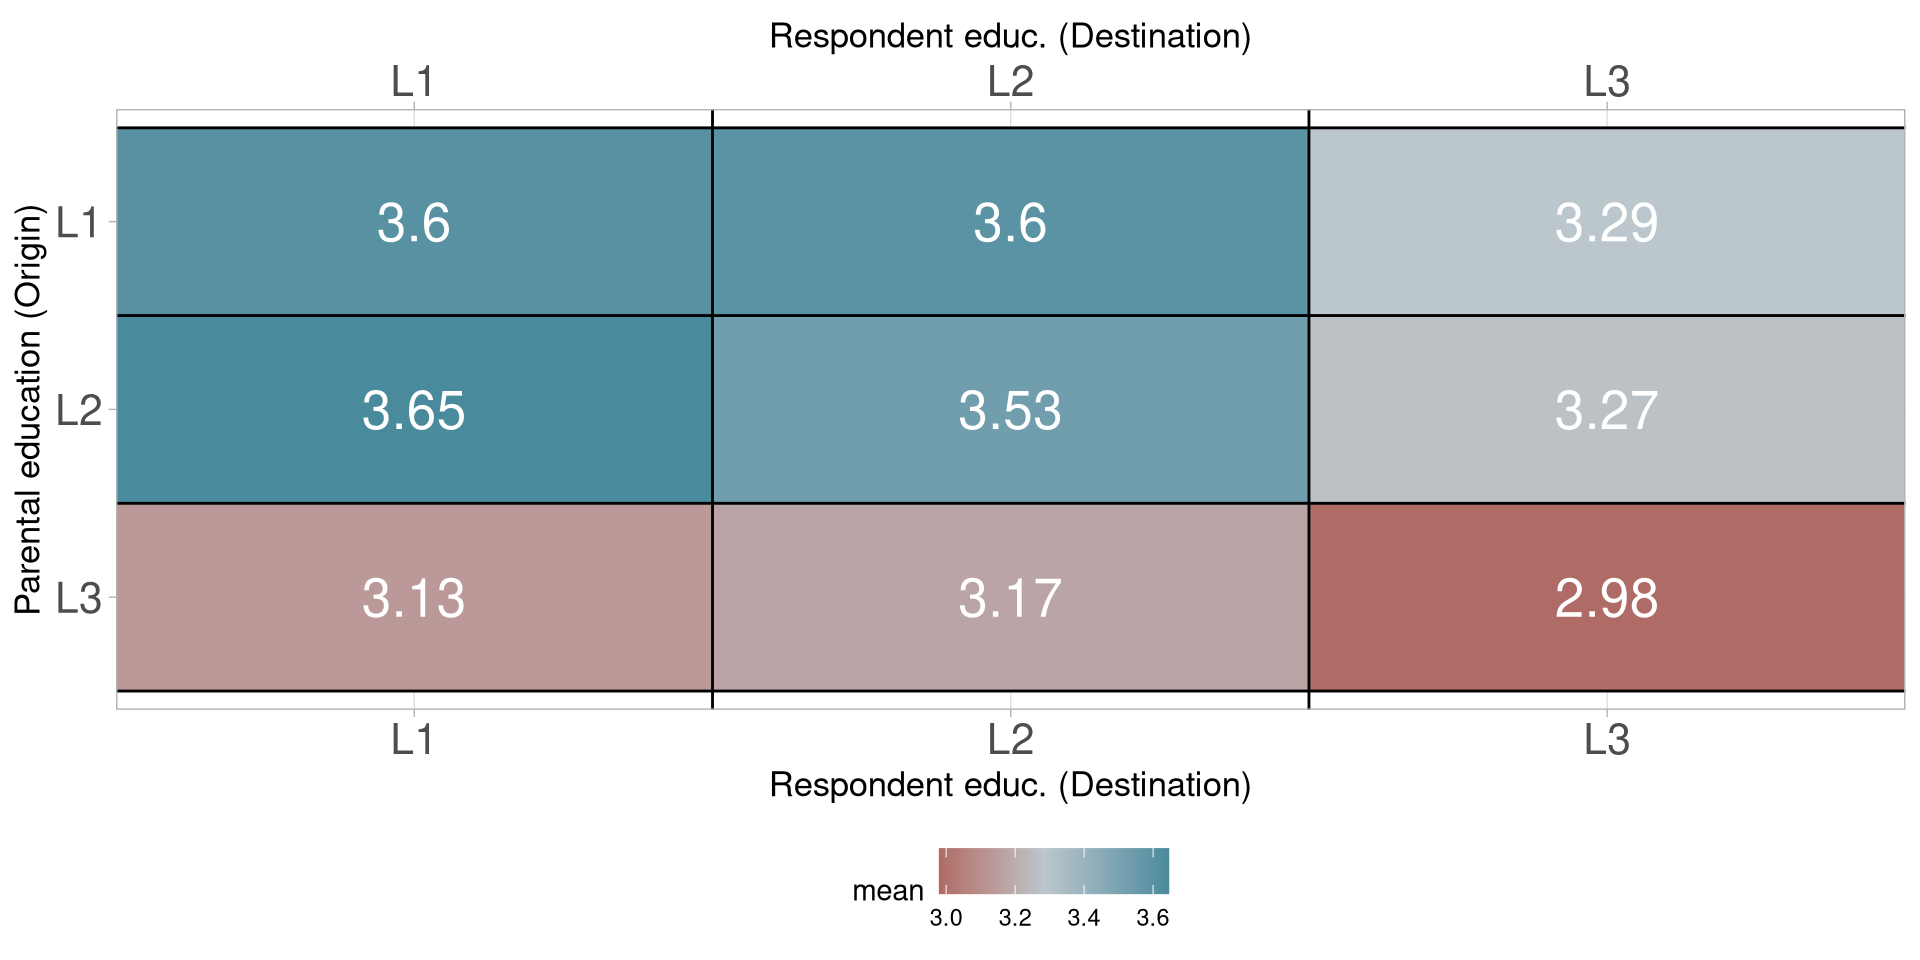 Respondent educ. (Destination)
L1 L2 L3
Parental education (Origin)
L1 3.6 3.6 3.29
L2 3.65 3.53 3.27
L3 3.13 3.17 2.98
L1 L2 L3
Respondent educ. (Destination)
mean
3.0 3.2 3.4 3.6